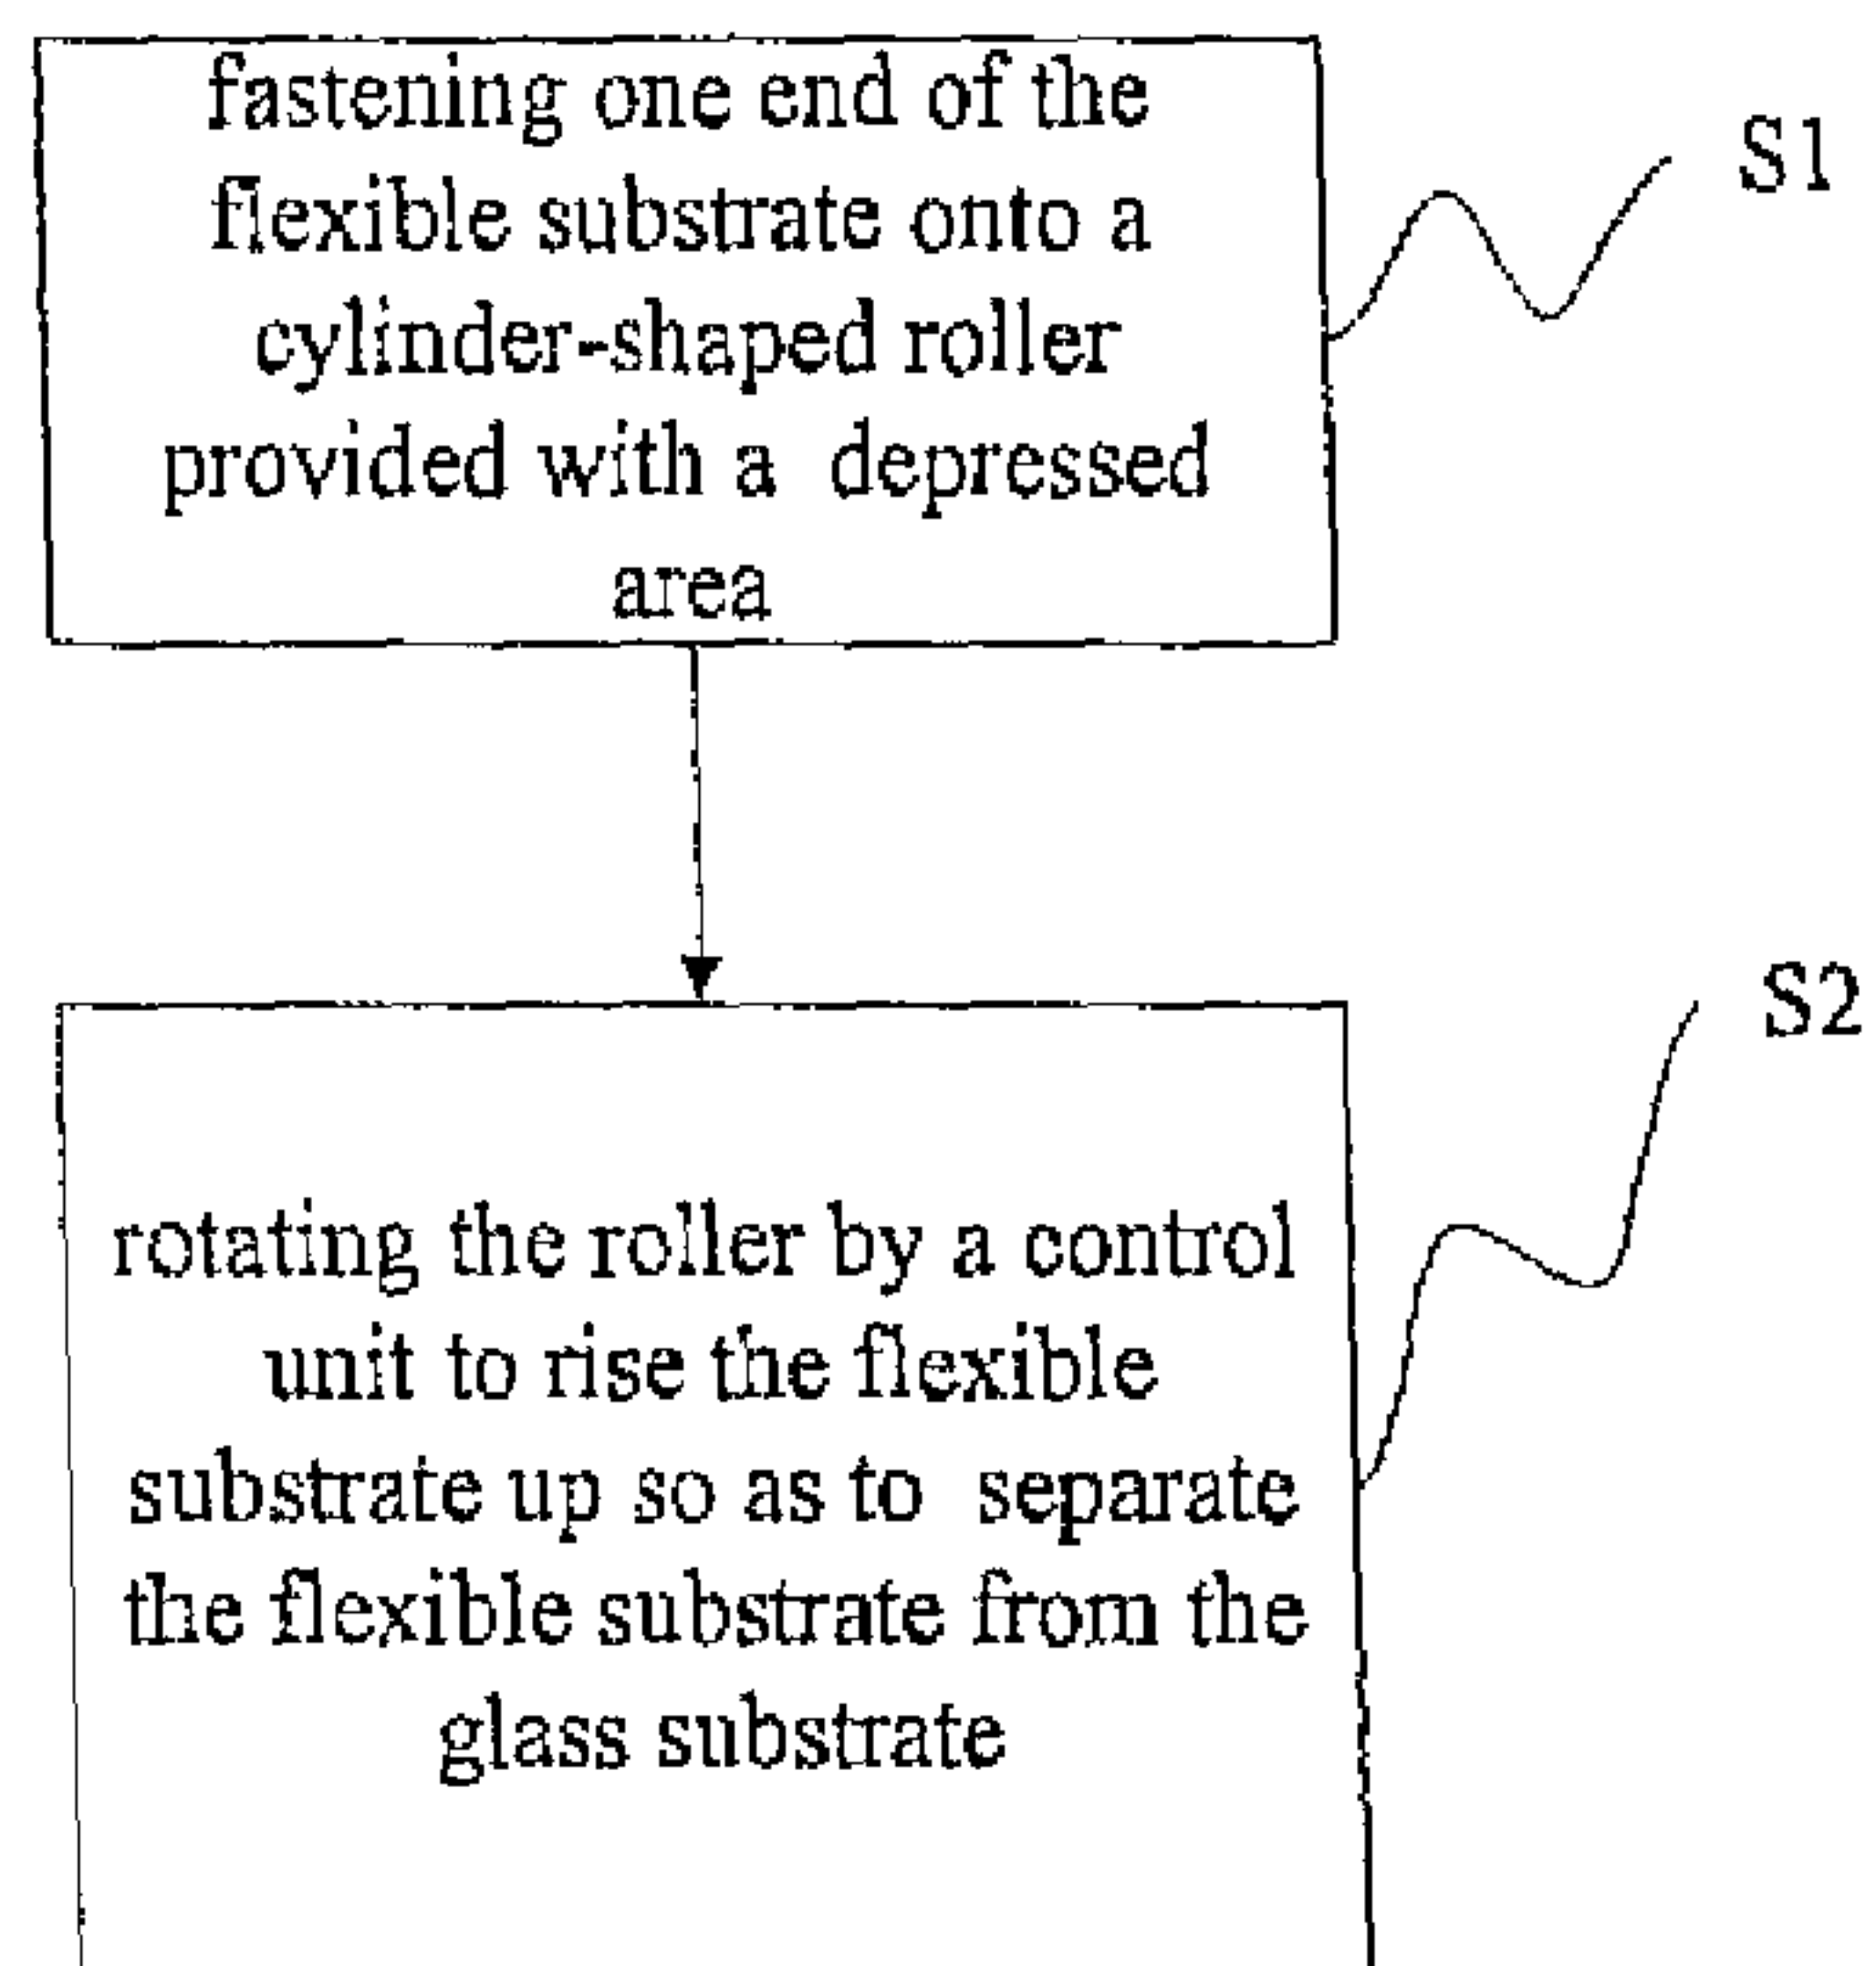 fastening one end of the
flexible substrate onto a
cylinder-shaped roller
provided with a depressed
area
S1
S2
rotating the roller by a control
unit to rise the flexible
substrate up so as to separate
the flexible substrate from the
glass substrate